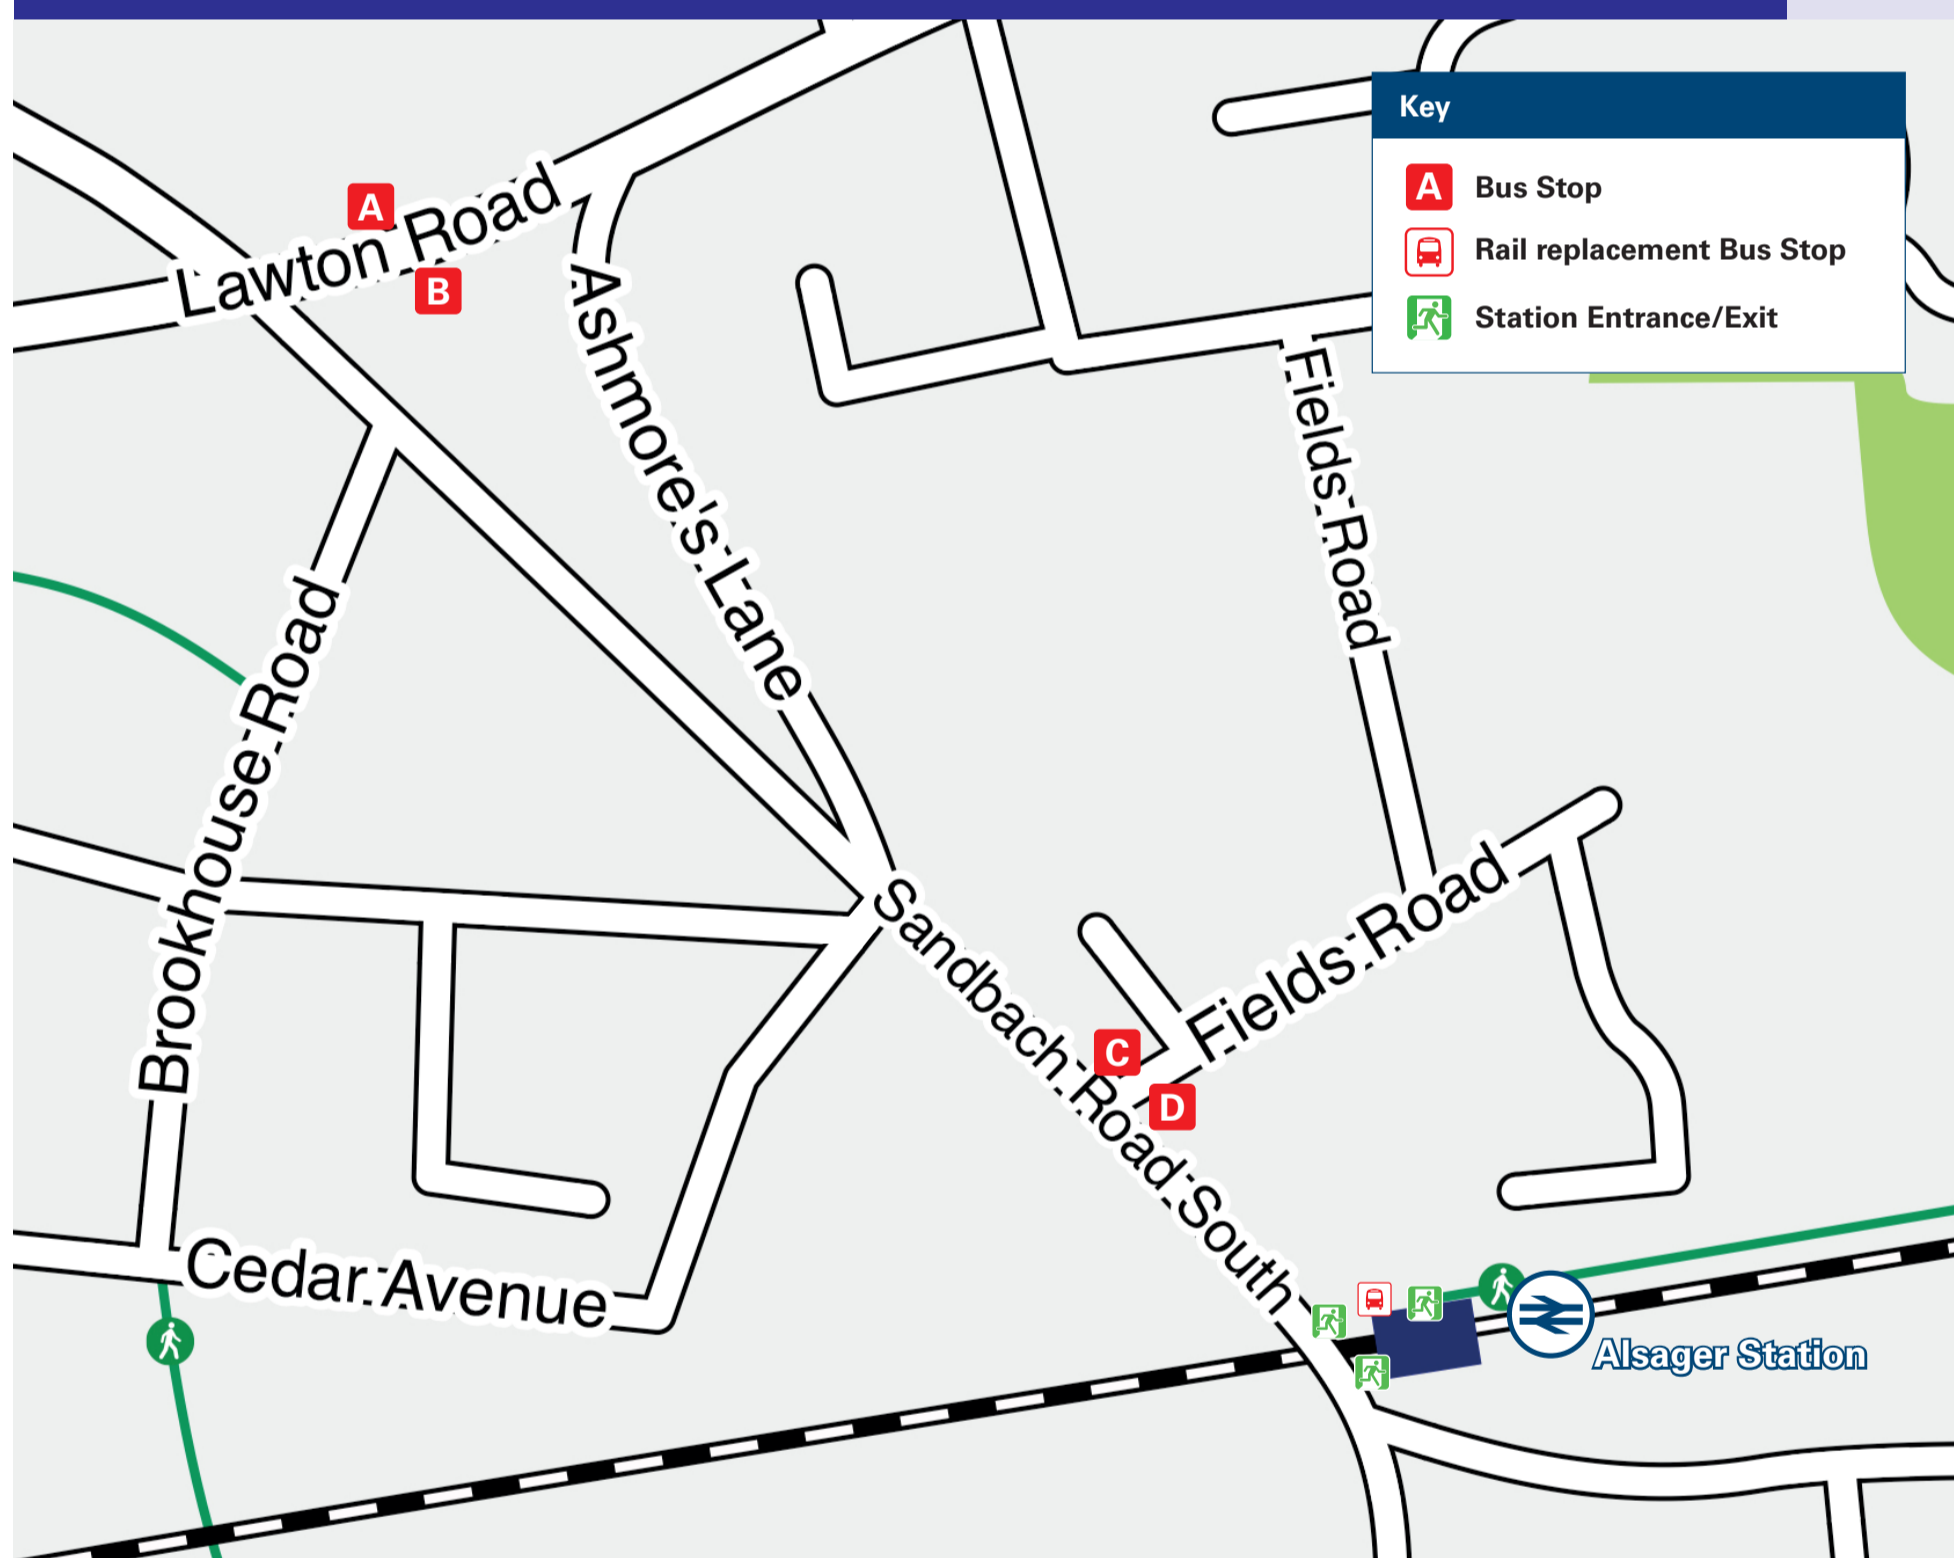 Key
A Bus Stop
Rail replacement Bus Stop
Station Entrance/Exit
A
Lawton Road
B
Ashmore's Lane
Fields Road
Brookhouse Road
Sandbach Road South
Fields Road
C
D
Cedar Avenue
Alsager Station